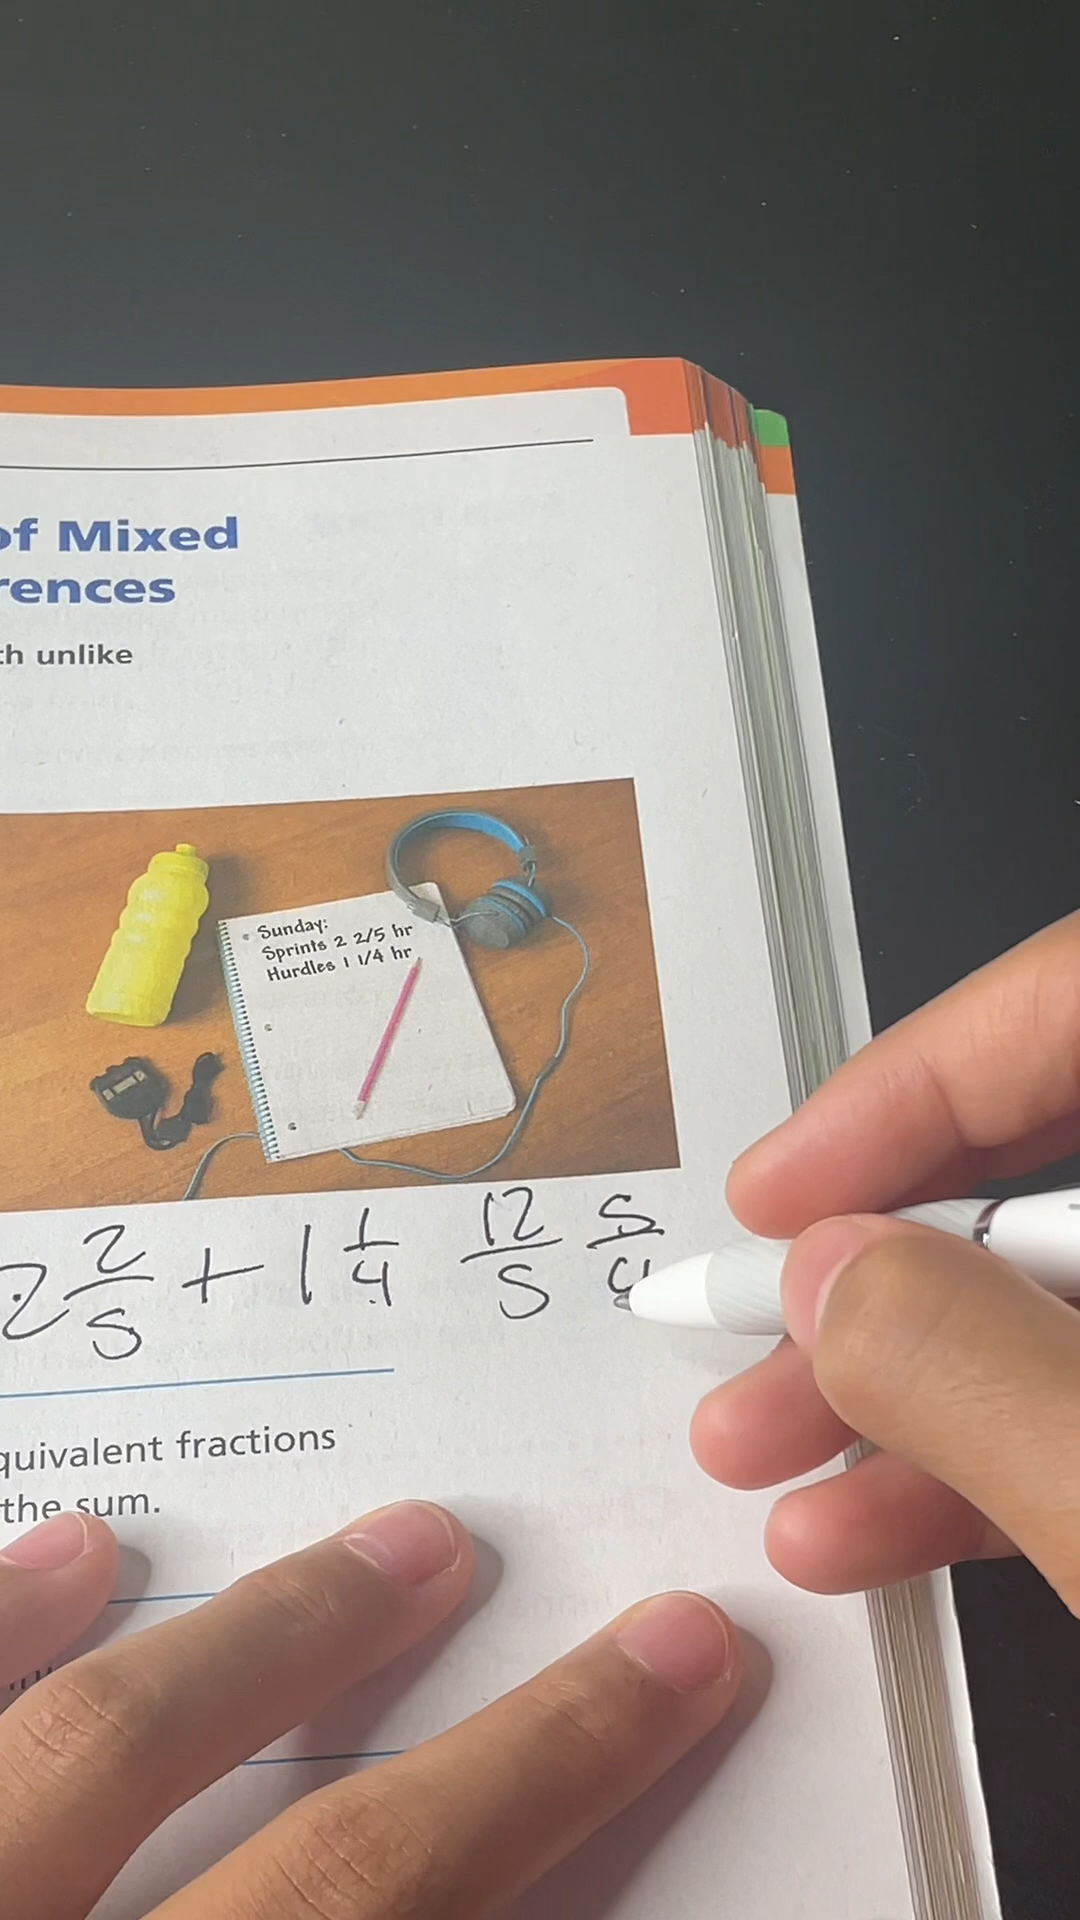 of Mixed
rences
th unlike
Sunday:
Sprints 2 2/5 hr
Hurdles 1 1/4 hr
2 2/5 + 1 1/4 12/5 5/4
quivalent fractions
the sum.